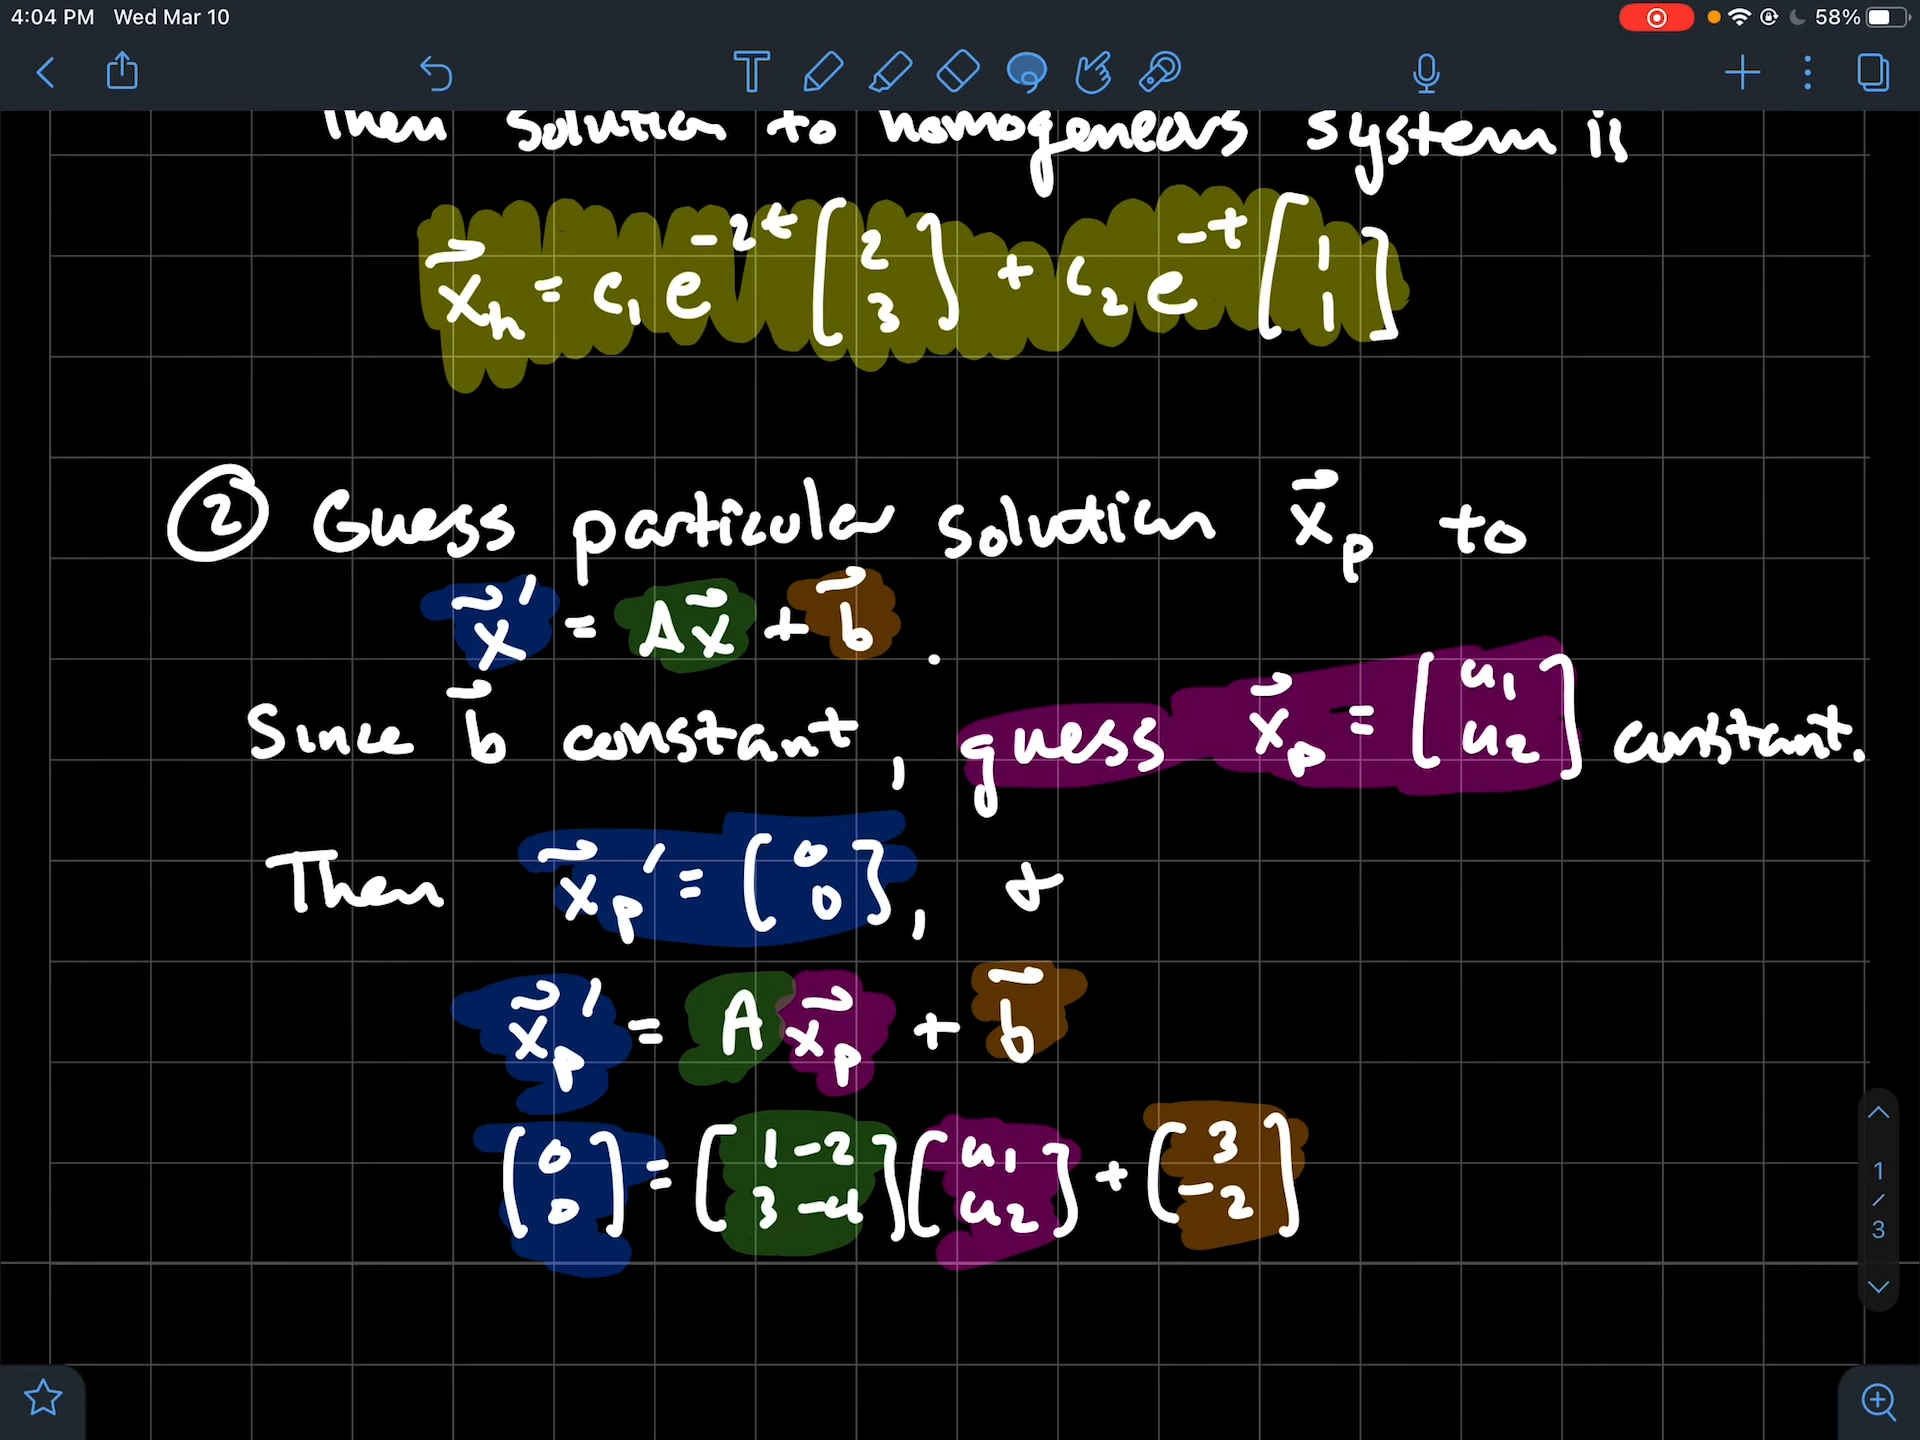 4:04 PM Wed Mar 10 58%
T
Then solution to homogeneous system is
x⃗ₕ = c₁e^{-2t} [2 3] + c₂e^{-t} [1 1]
② Guess particular solution x⃗ₚ to
x⃗′ = Ax⃗ + b⃗.
Since b⃗ constant, guess x⃗ₚ = [u₁ u₂] constant.
Then x⃗ₚ′ = [0 0], &
x⃗ₚ′ = A x⃗ₚ + b⃗
[0 0] = [1 -2 3 -4][u₁ u₂] + [3 -2]
1
/
3